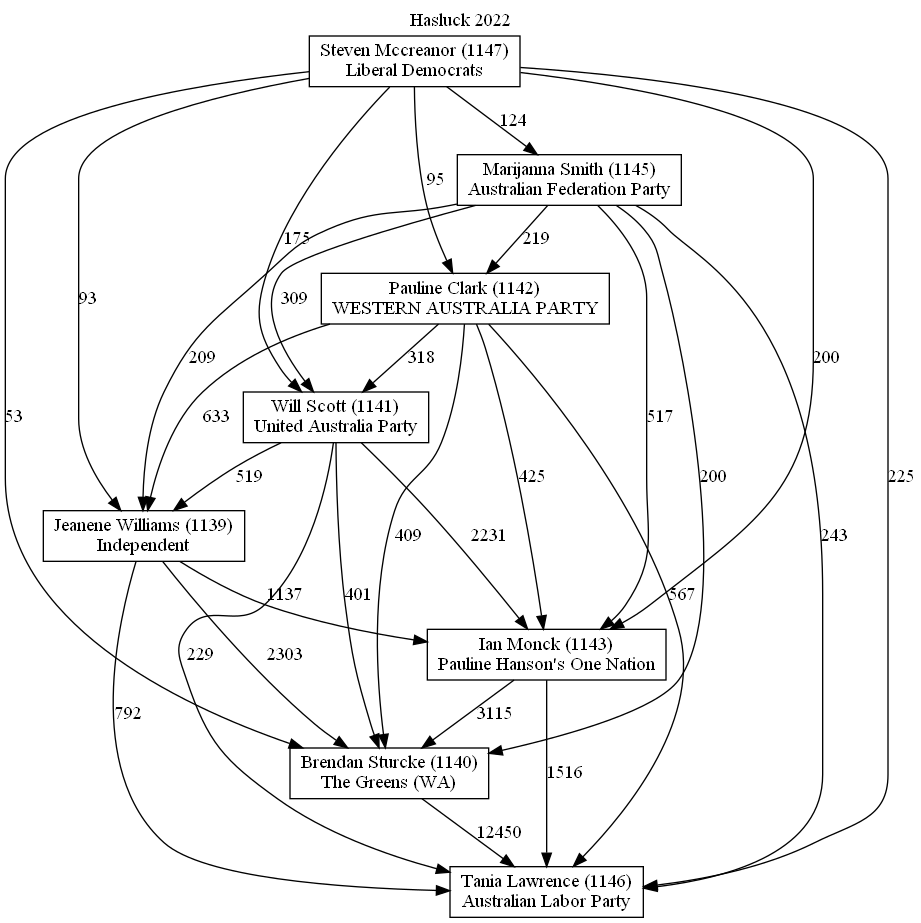 Hasluck 2022
Steven Mccreanor (1147)
Liberal Democrats
124
Marijanna Smith (1145)
Australian Federation Party
95
175
219
309
Pauline Clark (1142)
WESTERN AUSTRALIA PARTY
93
209
318
200
633
Will Scott (1141)
United Australia Party
53
517
519
425
200
225
Jeanene Williams (1139)
Independent
409
2231
243
1137
401
567
229
2303
Ian Monck (1143)
Pauline Hanson's One Nation
792
3115
Brendan Sturcke (1140)
The Greens (WA)
1516
12450
Tania Lawrence (1146)
Australian Labor Party